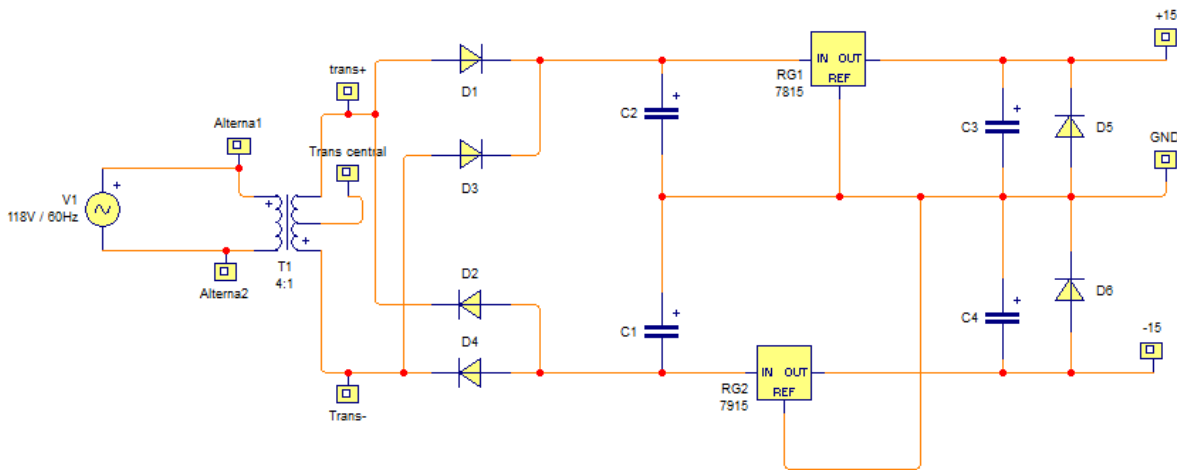 +15
IN OUT
REF
RG1
7815
D1
trans+
C2
C3
D5
Alterna1
Trans central
GND
D3
+
V1
118V / 60Hz
+
+
T1
4:1
Alterna2
D2
D4
+
+
+
+
C1
C4
D6
-15
IN OUT
REF
RG2
7915
Trans-